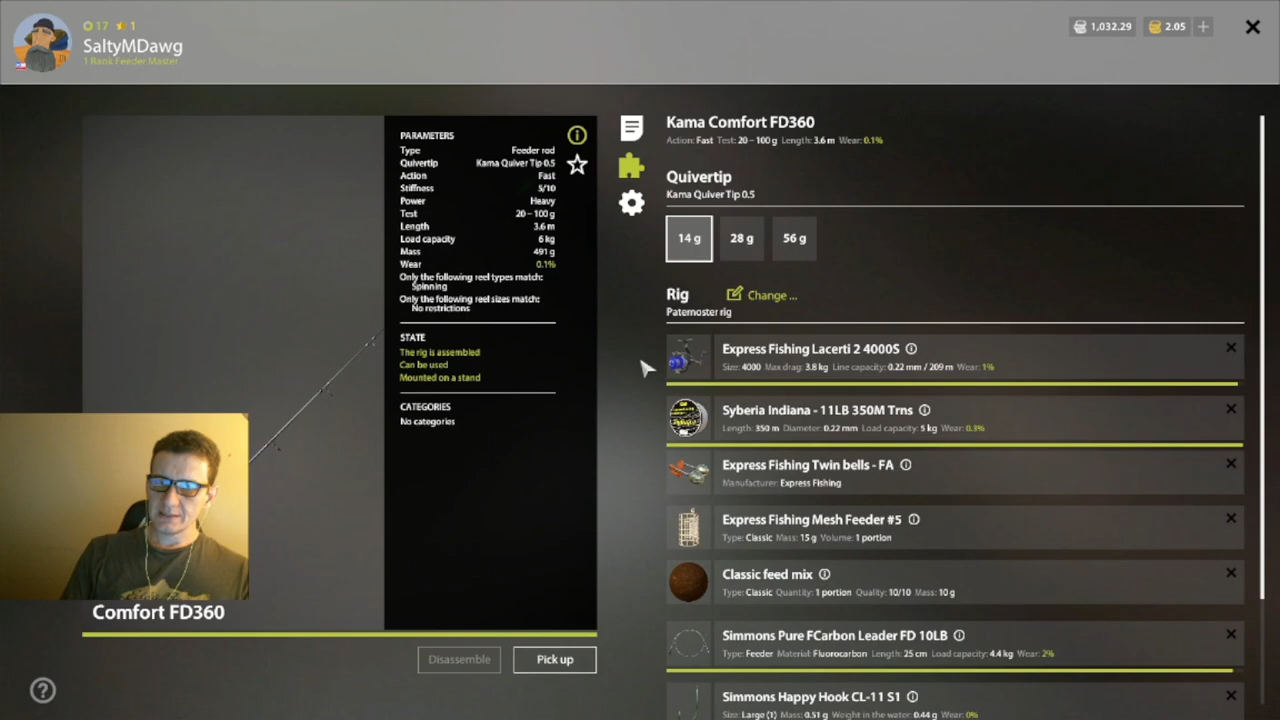 17 1
SaltyMDawg
1 Rank Feeder Master
1,032.29 2.05 +
PARAMETERS
Type Feeder rod
Quivertip Kama Quiver Tip 0.5
Action Fast
Stiffness 5/10
Power Heavy
Test 20 – 100 g
Length 3.6 m
Load capacity 6 kg
Mass 491 g
Wear 0.1%
Only the following reel types match:
Spinning
Only the following reel sizes match:
No restrictions
STATE
The rig is assembled
Can be used
Mounted on a stand
CATEGORIES
No categories
Comfort FD360
Disassemble Pick up
?
Kama Comfort FD360
Action: Fast Test: 20 – 100 g Length: 3.6 m Wear: 0.1%
Quivertip
Kama Quiver Tip 0.5
14 g 28 g 56 g
Rig Change ...
Paternoster rig
Express Fishing Lacerti 2 4000S
Size: 4000 Max drag: 3.8 kg Line capacity: 0.22 mm / 209 m Wear: 1%
Syberia Indiana - 11LB 350M Trns
Length: 350 m Diameter: 0.22 mm Load capacity: 5 kg Wear: 0.3%
Express Fishing Twin bells - FA
Manufacturer: Express Fishing
Express Fishing Mesh Feeder #5
Type: Classic Mass: 15 g Volume: 1 portion
Classic feed mix
Type: Classic Quantity: 1 portion Quality: 10/10 Mass: 10 g
Simmons Pure FCarbon Leader FD 10LB
Type: Feeder Material: Fluorocarbon Length: 25 cm Load capacity: 4.4 kg Wear: 2%
Simmons Happy Hook CL-11 S1
Size: Large (1) Mass: 0.51 g Weight in the water: 0.44 g Wear: 0%